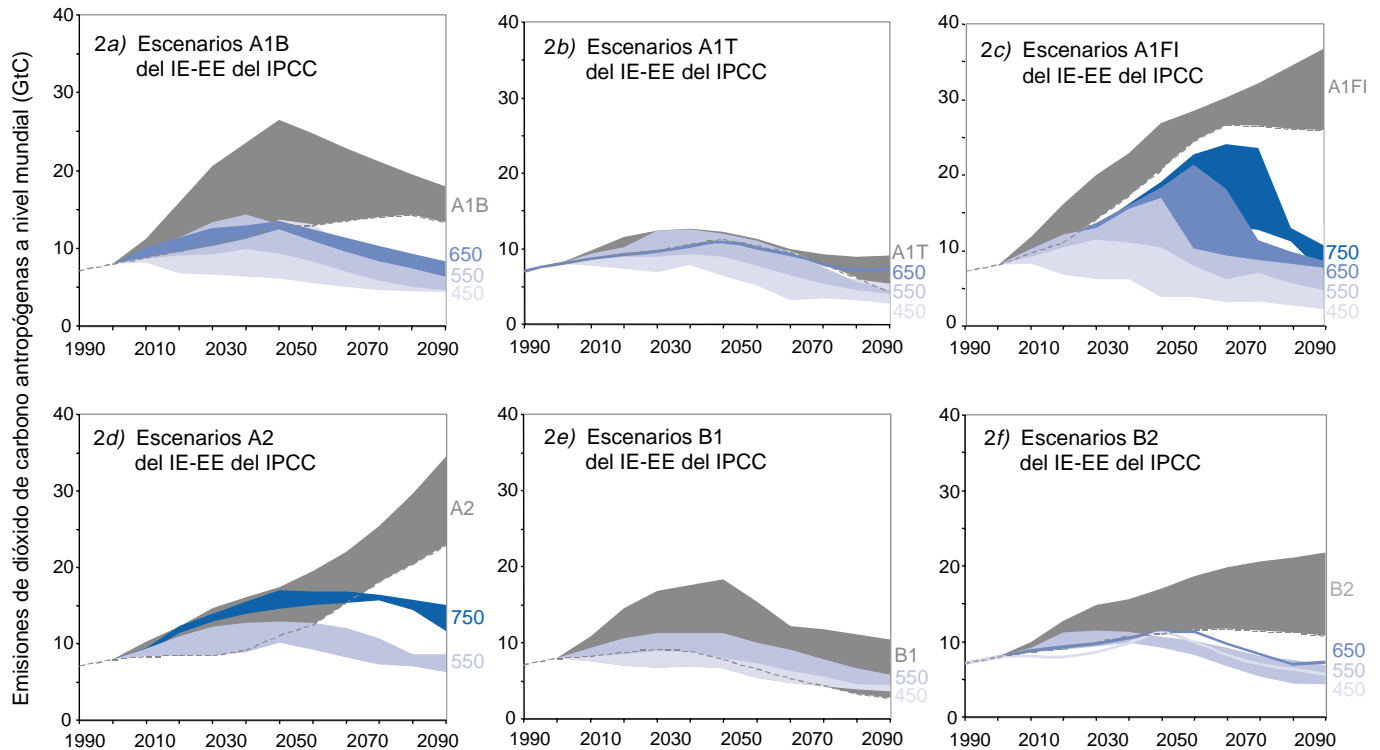 Emisiones de dióxido de carbono antropógenas a nivel mundial (GtC)
2a) Escenarios A1B
del IE-EE del IPCC
40
30
20
10
0
A1B
650
550
450
1990 2010 2030 2050 2070 2090
2b) Escenarios A1T
del IE-EE del IPCC
40
30
20
10
0
A1T
650
550
450
1990 2010 2030 2050 2070 2090
2c) Escenarios A1FI
del IE-EE del IPCC
40
30
20
10
0
A1FI
750
650
550
450
1990 2010 2030 2050 2070 2090
2d) Escenarios A2
del IE-EE del IPCC
40
30
20
10
0
A2
750
550
1990 2010 2030 2050 2070 2090
2e) Escenarios B1
del IE-EE del IPCC
40
30
20
10
0
B1
550
450
1990 2010 2030 2050 2070 2090
2f) Escenarios B2
del IE-EE del IPCC
40
30
20
10
0
B2
650
550
450
1990 2010 2030 2050 2070 2090